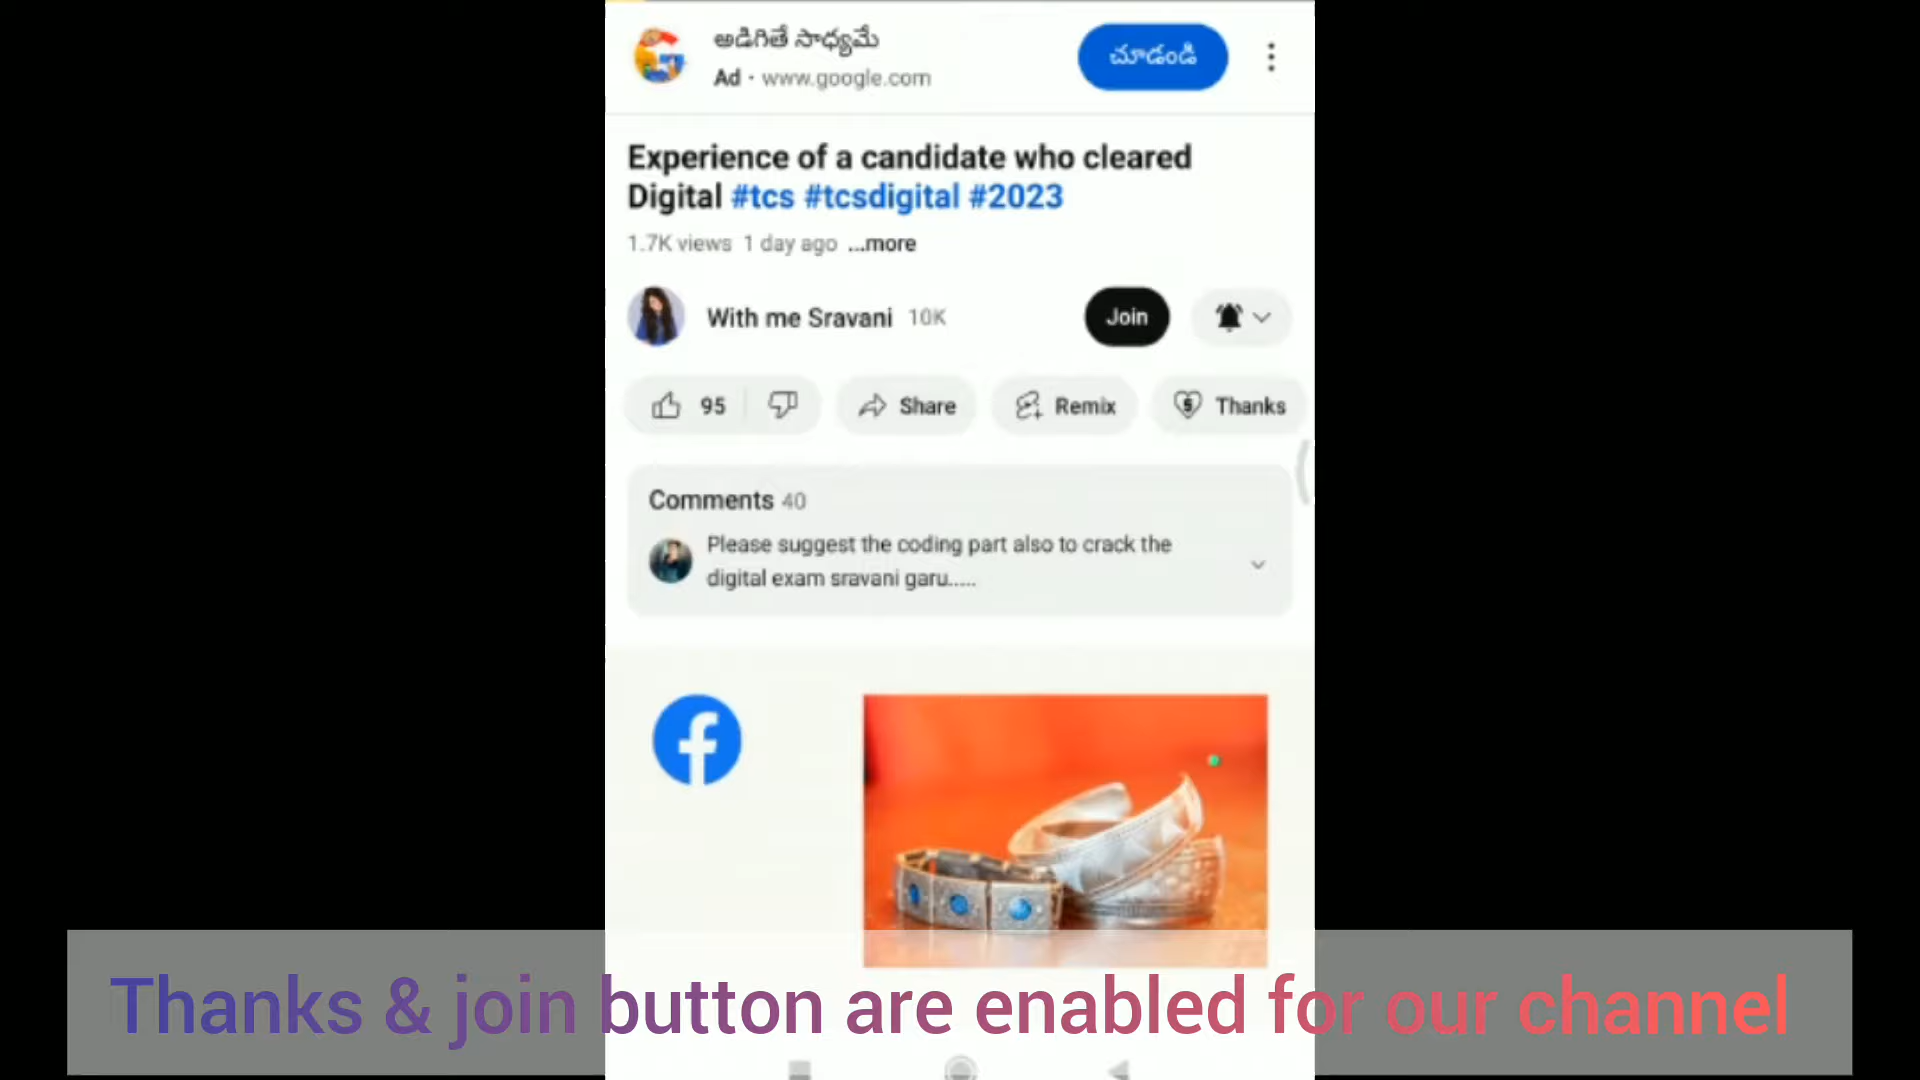 అడిగితే సాధ్యమే
Ad · www.google.com
చూడండి
Experience of a candidate who cleared
Digital #tcs #tcsdigital #2023
1.7K views 1 day ago ...more
With me Sravani 10K
Join
95
Share
Remix
Thanks
Comments 40
Please suggest the coding part also to crack the
digital exam sravani garu.....
Thanks & join button are enabled for our channel